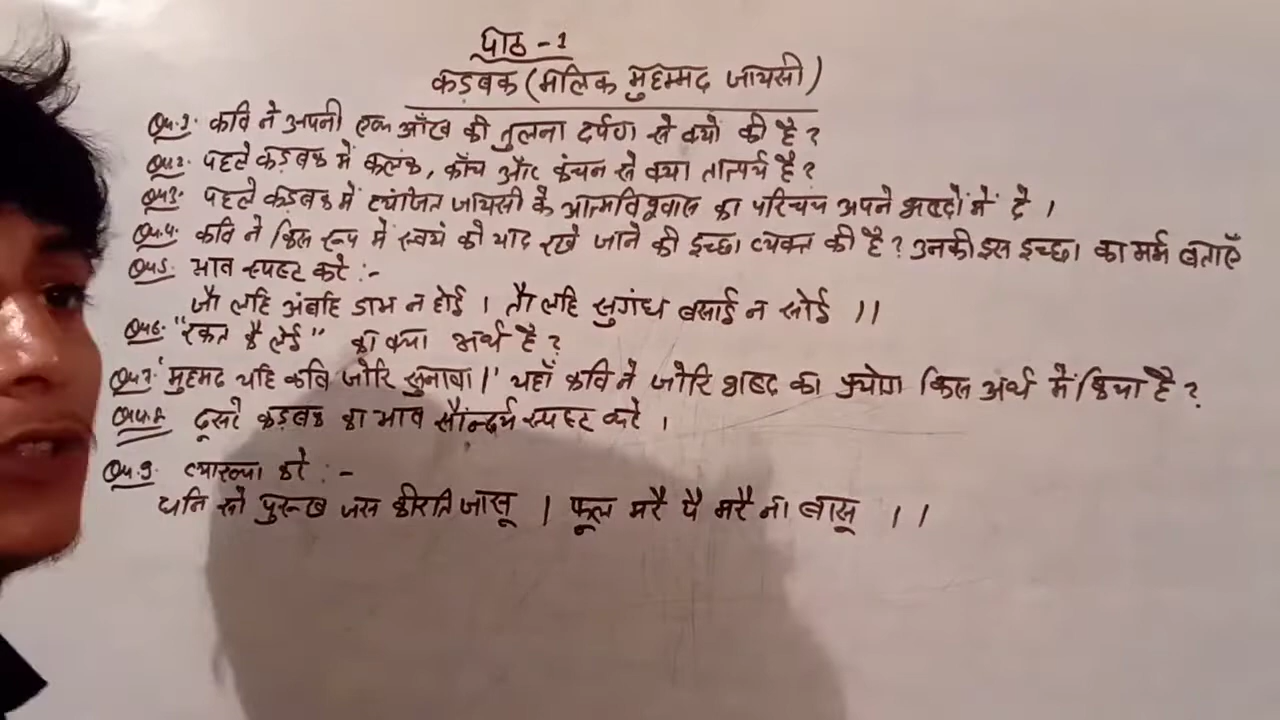 पाठ - 1
कड़बक (मलिक मुहम्मद जायसी)
Qu.1. कवि ने अपनी एक आँख की तुलना दर्पण से क्यों की है ?
Qu.2. पहले कड़बक में कलंक, काँच और कंचन से क्या तात्पर्य है ?
Qu.3. पहले कड़बक में व्यंजित जायसी के आत्मविश्वास का परिचय अपने शब्दों में दे ।
Qu.4. कवि ने किस रूप में स्वयं को याद रखे जाने की इच्छा व्यक्त की है ? उनकी इस इच्छा का मर्म बताएँ
Qu.5. भाव स्पष्ट करे :-
जौ लहि अंबहि डाभ न होई । तौ लहि सुगंध बसाई न सोई ।।
Qu.6. "रकत कै लेई" का क्या अर्थ है ?
Qu.7. 'मुहमद यहि कवि जोरि सुनावा ।' यहाँ कवि ने जोरि शब्द का प्रयोग किस अर्थ में किया है ?
Qu.8. दूसरे कड़बक का भाव सौन्दर्य स्पष्ट करे ।
Qu.9. व्याख्या करे :-
धनि सो पुरुख जस कीरति जासू । फूल मरै पै मरै ना बासू ।।